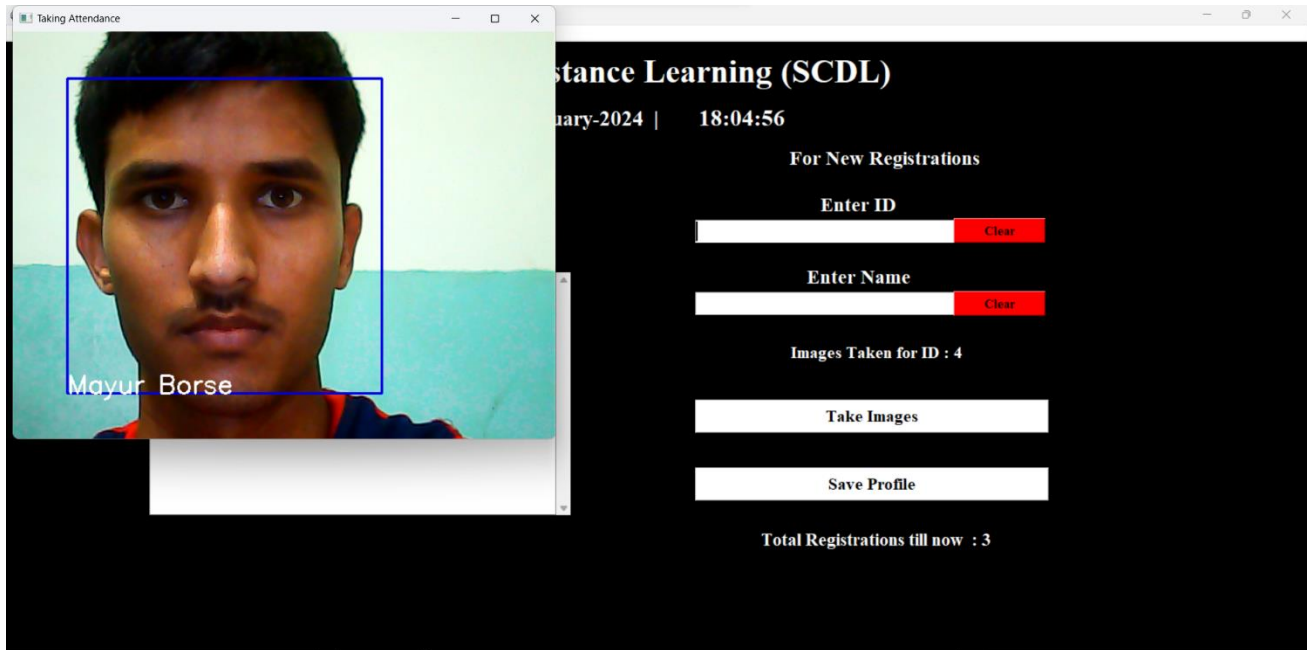 Taking Attendance
stance Learning (SCDL)
uary-2024 | 18:04:56
For New Registrations
Enter ID
Clear
Enter Name
Clear
Images Taken for ID : 4
Mayur Borse
Take Images
Save Profile
Total Registrations till now : 3